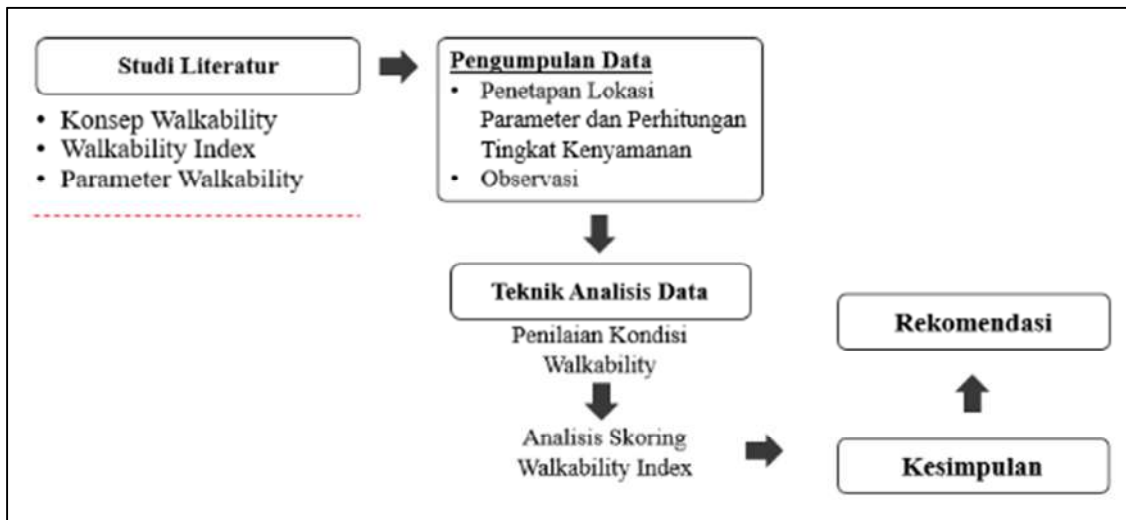 Studi Literatur
• Konsep Walkability
• Walkability Index
• Parameter Walkability
Pengumpulan Data
• Penetapan Lokasi
Parameter dan Perhitungan
Tingkat Kenyamanan
• Observasi
Teknik Analisis Data
Penilaian Kondisi
Walkability
Analisis Skoring
Walkability Index
Kesimpulan
Rekomendasi